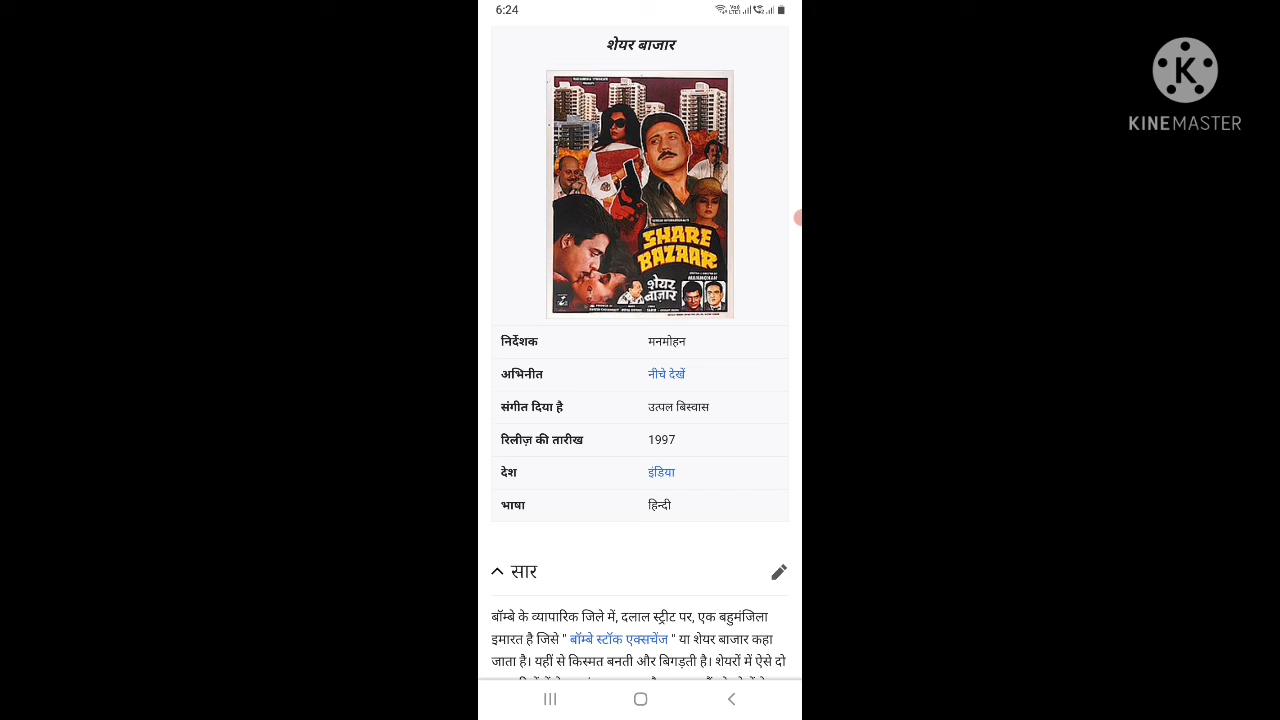 6:24
शेयर बाजार
SHARE
BAZAAR
MANMOHAN
शेयर
बाज़ार
निर्देशक मनमोहन
अभिनीत नीचे देखें
संगीत दिया है उत्पल बिस्वास
रिलीज़ की तारीख 1997
देश इंडिया
भाषा हिन्दी
सार
बॉम्बे के व्यापारिक जिले में, दलाल स्ट्रीट पर, एक बहुमंजिला
इमारत है जिसे " बॉम्बे स्टॉक एक्सचेंज " या शेयर बाजार कहा
जाता है। यहीं से किस्मत बनती और बिगड़ती है। शेयरों में ऐसे दो
K
KINEMASTER